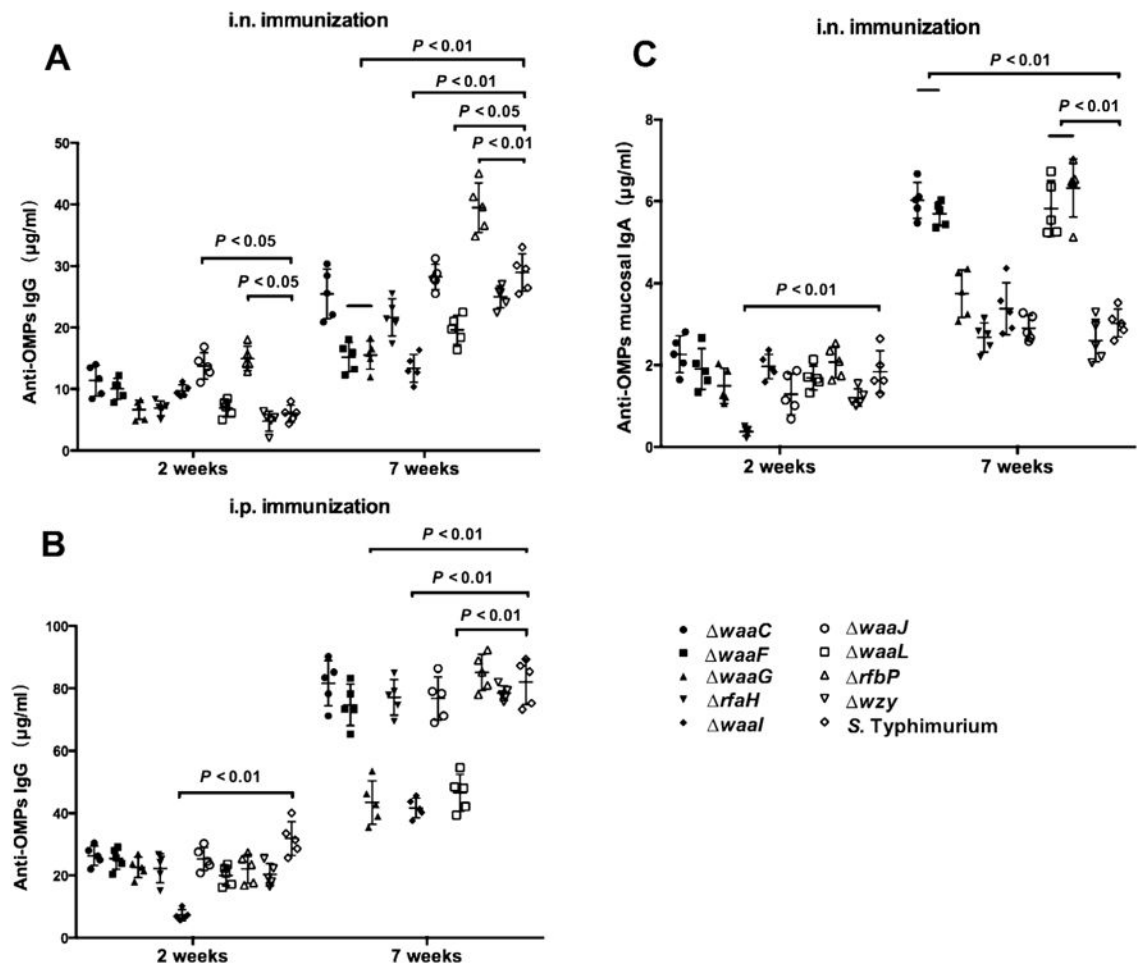 i.n. immunization
A
P < 0.01
P < 0.01
P < 0.05
P < 0.01
P < 0.05
P < 0.05
50
40
30
20
10
0
Anti-OMPs IgG (µg/ml)
2 weeks
7 weeks
i.n. immunization
C
P < 0.01
P < 0.01
P < 0.01
8
6
4
2
0
Anti-OMPs mucosal IgA (µg/ml)
2 weeks
7 weeks
i.p. immunization
B
P < 0.01
P < 0.01
P < 0.01
P < 0.01
100
80
60
40
20
0
Anti-OMPs IgG (µg/ml)
2 weeks
7 weeks
ΔwaaC
ΔwaaF
ΔwaaG
ΔrfaH
ΔwaaI
ΔwaaJ
ΔwaaL
ΔrfbP
Δwzy
S. Typhimurium